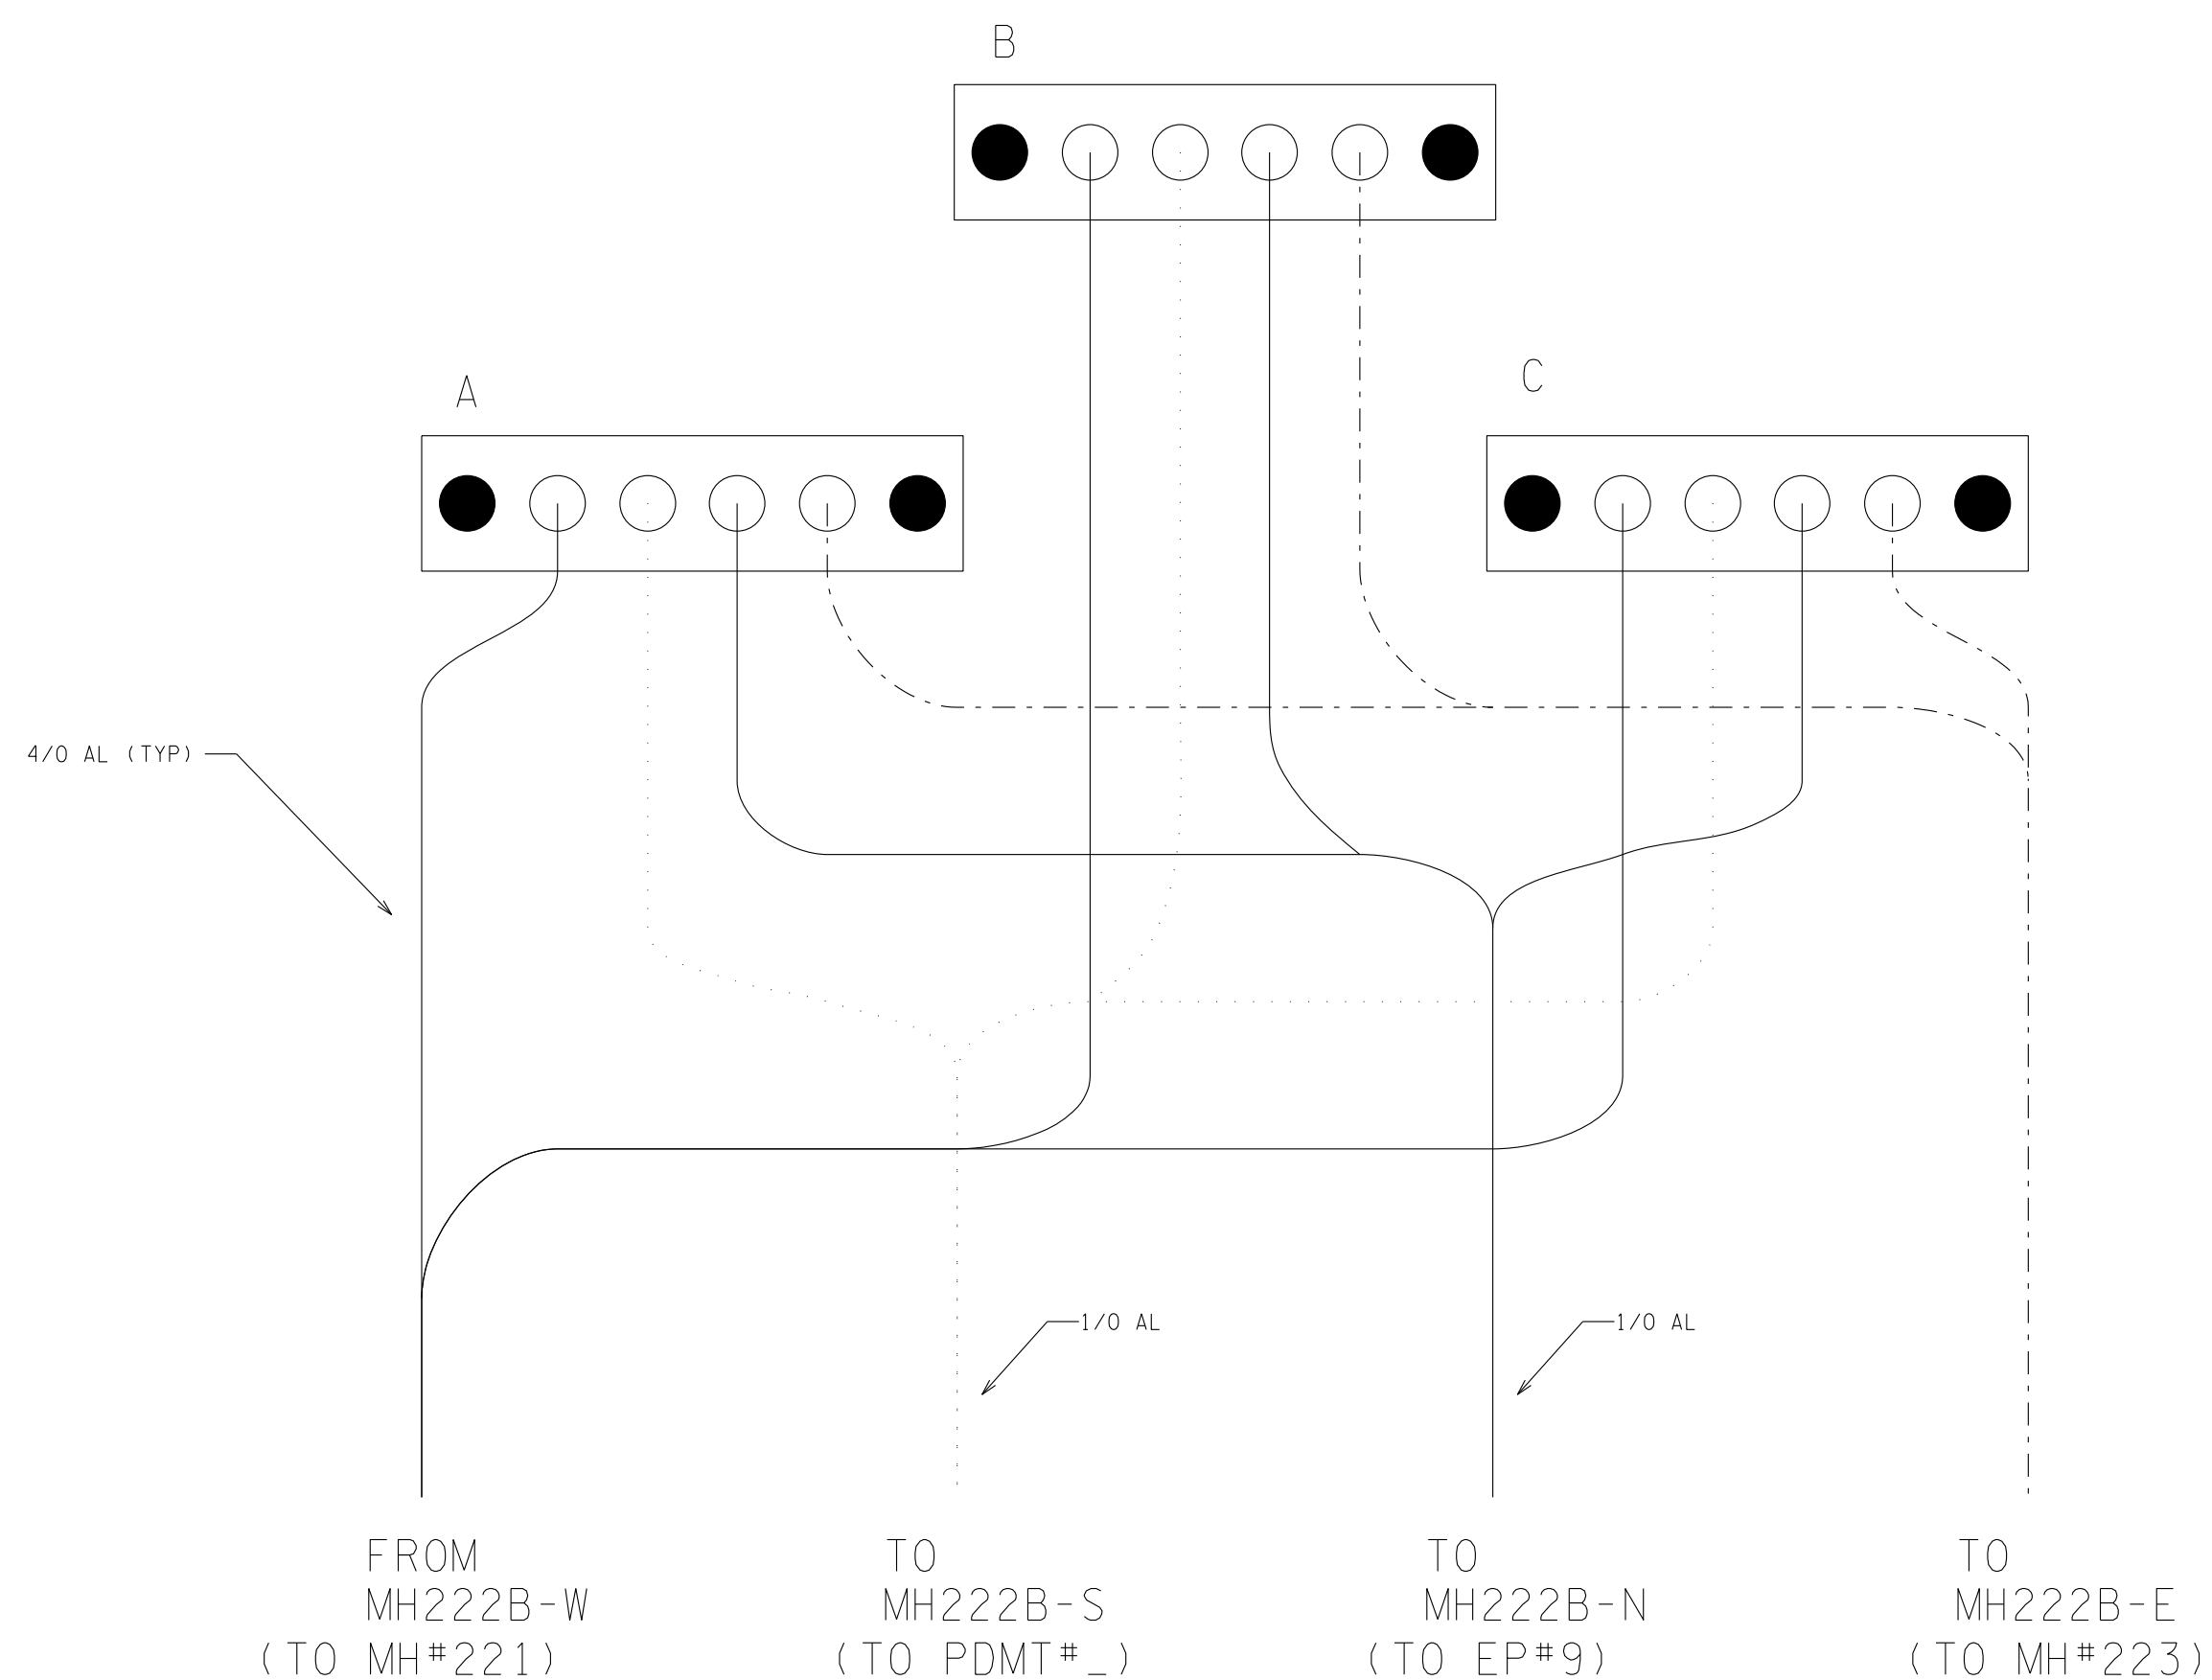 B
A
C
4/0 AL (TYP)
1/0 AL
1/0 AL
FROM
MH222B-W
(TO MH#221)
TO
MH222B-S
(TO PDMT#_)
TO
MH222B-N
(TO EP#9)
TO
MH222B-E
(TO MH#223)